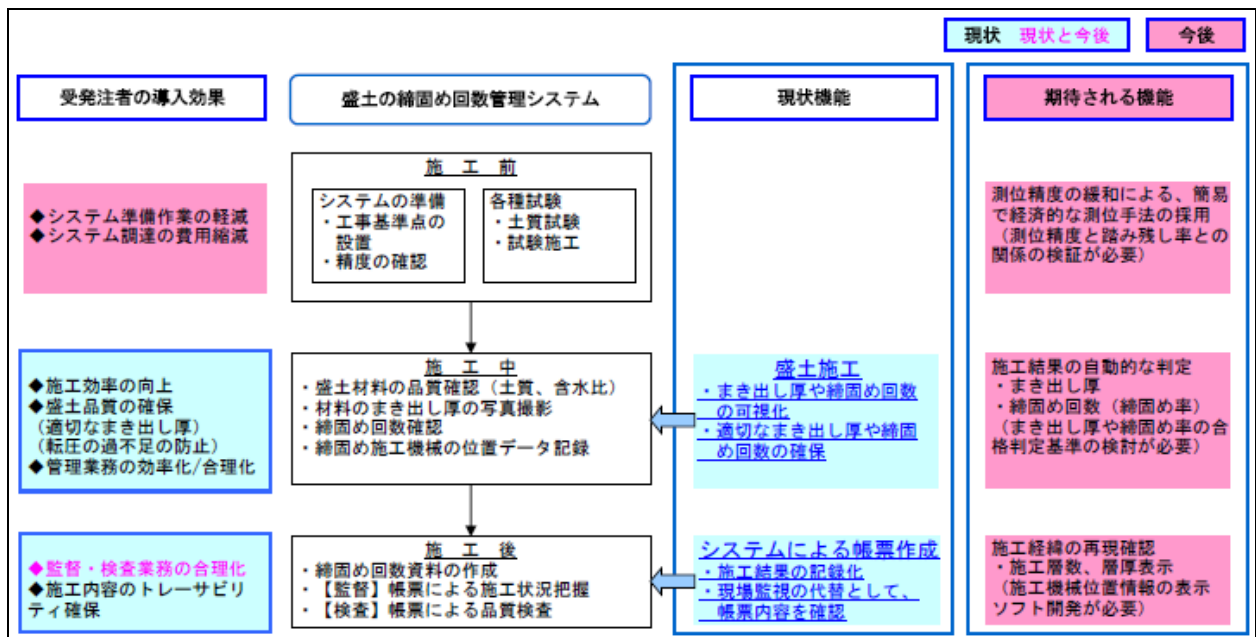 現状 現状と今後
今後
受発注者の導入効果
盛土の締固め回数管理システム
現状機能
期待される機能
◆システム準備作業の軽減
◆システム調達の費用縮減
施 工 前
システムの準備
・工事基準点の
設置
・精度の確認
各種試験
・土質試験
・試験施工
測位精度の緩和による、簡易
で経済的な測位手法の採用
（測位精度と踏み残し率との
関係の検証が必要）
◆施工効率の向上
◆盛土品質の確保
（適切なまき出し厚）
（転圧の過不足の防止）
◆管理業務の効率化/合理化
施 工 中
・盛土材料の品質確認（土質、含水比）
・材料のまき出し厚の写真撮影
・締固め回数確認
・締固め施工機械の位置データ記録
盛土施工
・まき出し厚や締固め回数
の可視化
・適切なまき出し厚や締固
め回数の確保
施工結果の自動的な判定
・まき出し厚
・締固め回数（締固め率）
（まき出し厚や締固め率の合
格判定基準の検討が必要）
◆監督・検査業務の合理化
◆施工内容のトレーサビリ
ティ確保
施 工 後
・締固め回数資料の作成
・【監督】帳票による施工状況把握
・【検査】帳票による品質検査
システムによる帳票作成
・施工結果の記録化
・現場監視の代替として、
帳票内容を確認
施工経緯の再現確認
・施工層数、層厚表示
（施工機械位置情報の表示
ソフト開発が必要）